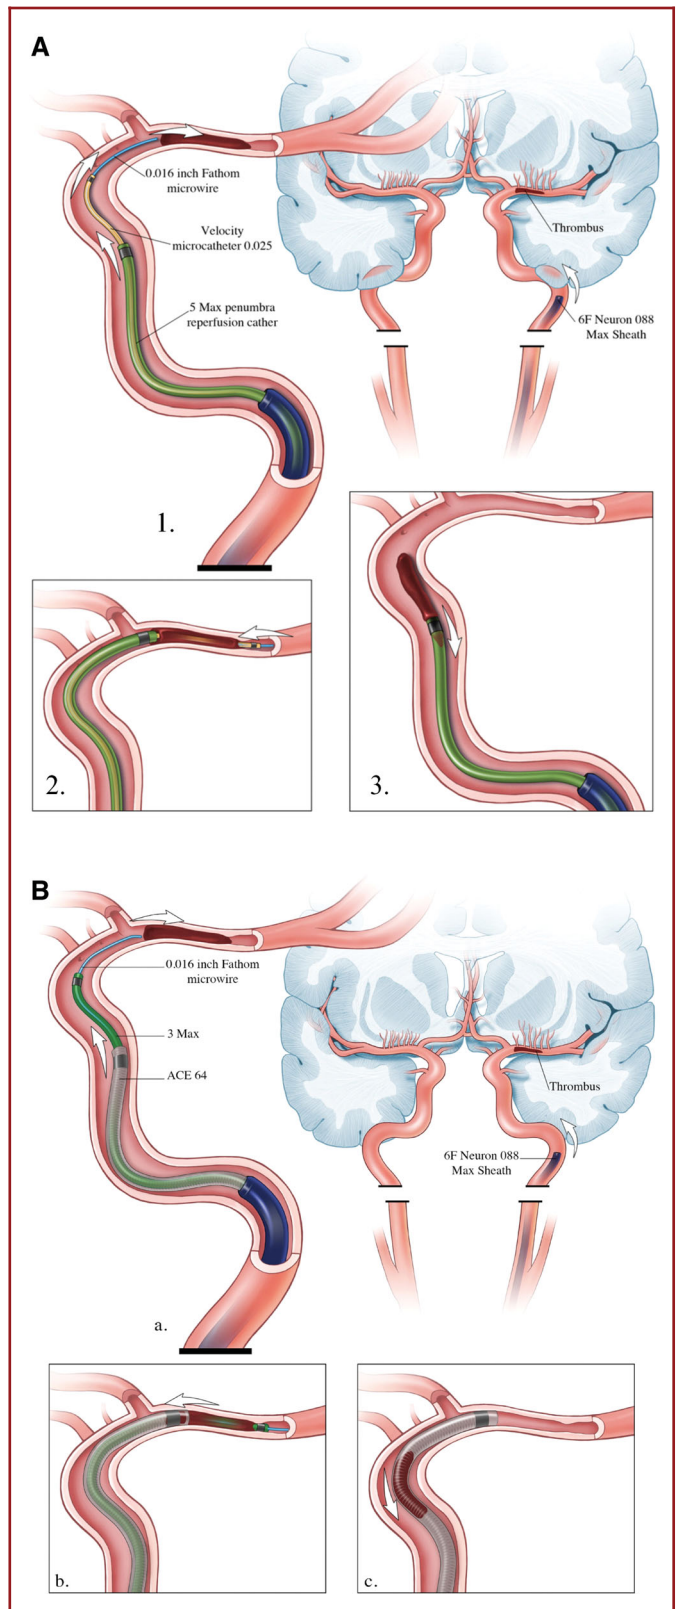 A
0.016 inch Fathom
microwire
Velocity
microcatheter 0.025
5 Max penumbra
reperfusion cather
Thrombus
6F Neuron 088
Max Sheath
1.
2.
3.
B
0.016 inch Fathom
microwire
3 Max
ACE 64
Thrombus
6F Neuron 088
Max Sheath
a.
b.
c.